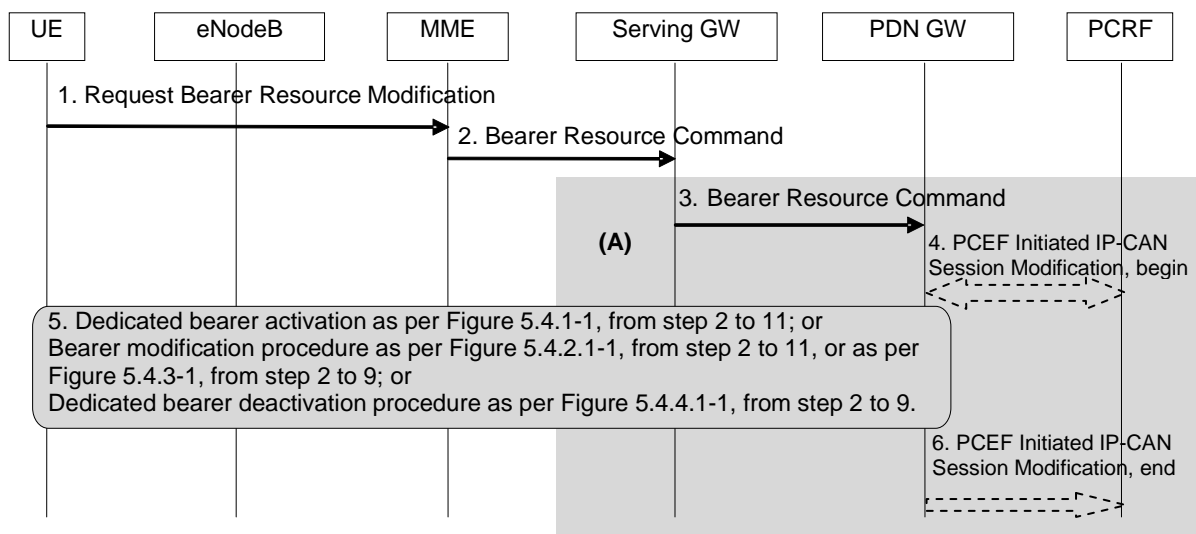 UE
eNodeB
MME
Serving GW
PDN GW
PCRF
1. Request Bearer Resource Modification
2. Bearer Resource Command
3. Bearer Resource Command
(A)
4. PCEF Initiated IP-CAN
Session Modification, begin
5. Dedicated bearer activation as per Figure 5.4.1-1, from step 2 to 11; or
Bearer modification procedure as per Figure 5.4.2.1-1, from step 2 to 11, or as per
Figure 5.4.3-1, from step 2 to 9; or
Dedicated bearer deactivation procedure as per Figure 5.4.4.1-1, from step 2 to 9.
6. PCEF Initiated IP-CAN
Session Modification, end